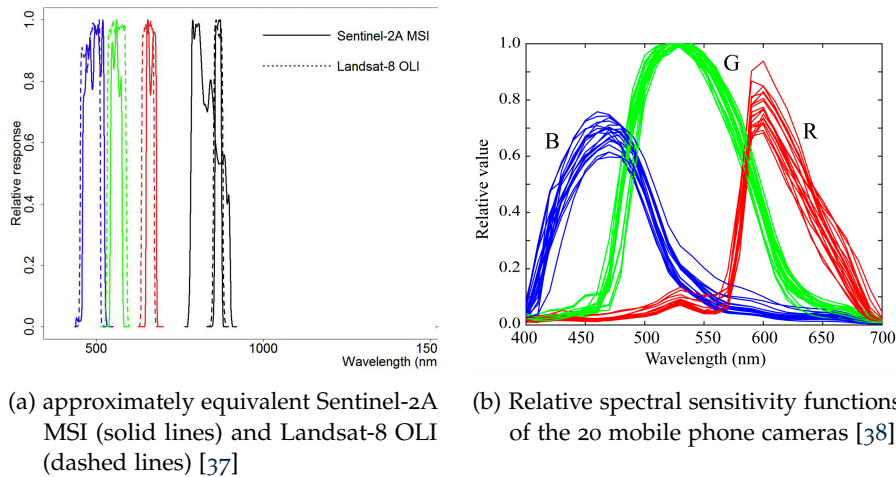 1.0
0.8
0.6
0.4
0.2
0.0
Relative response
Sentinel-2A MSI
Landsat-8 OLI
500
1000
150
Wavelength (nm
(a) approximately equivalent Sentinel-2A
MSI (solid lines) and Landsat-8 OLI
(dashed lines) [37]
1.0
0.8
0.6
0.4
0.2
0.0
Relative value
B
G
R
400
450
500
550
600
650
700
Wavelength (nm)
(b) Relative spectral sensitivity functions
of the 20 mobile phone cameras [38]